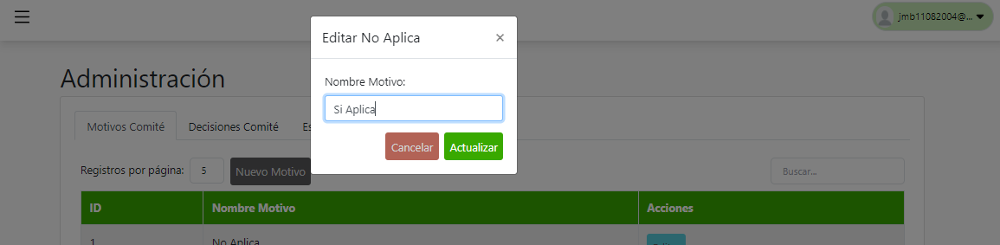 jmb11082004@...
Editar No Aplica ×
Nombre Motivo:
Si Aplica
Cancelar Actualizar
Administración
Motivos Comité Decisiones Comité Es
Registros por página: 5 Nuevo Motivo Buscar...
ID Nombre Motivo Acciones
1 No Aplica